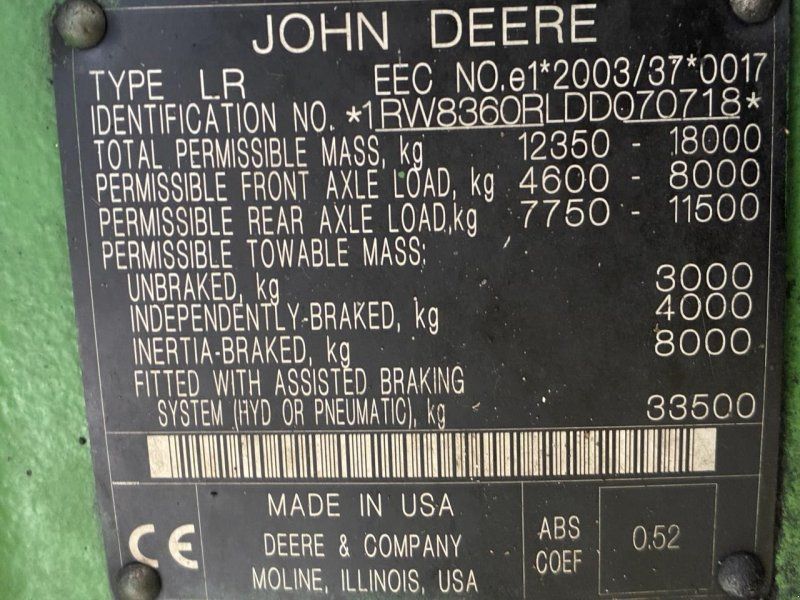 JOHN DEERE
TYPE LR EEC NO.e1*2003/37*0017
IDENTIFICATION NO. *1RW8360RLDD070718*
TOTAL PERMISSIBLE MASS, kg 12350 - 18000
PERMISSIBLE FRONT AXLE LOAD, kg 4600 - 8000
PERMISSIBLE REAR AXLE LOAD,kg 7750 - 11500
PERMISSIBLE TOWABLE MASS:
UNBRAKED, kg 3000
INDEPENDENTLY-BRAKED, kg 4000
INERTIA-BRAKED, kg 8000
FITTED WITH ASSISTED BRAKING
SYSTEM (HYD OR PNEUMATIC), kg 33500
MADE IN USA
CE DEERE & COMPANY
MOLINE, ILLINOIS, USA
ABS
COEF
0.52